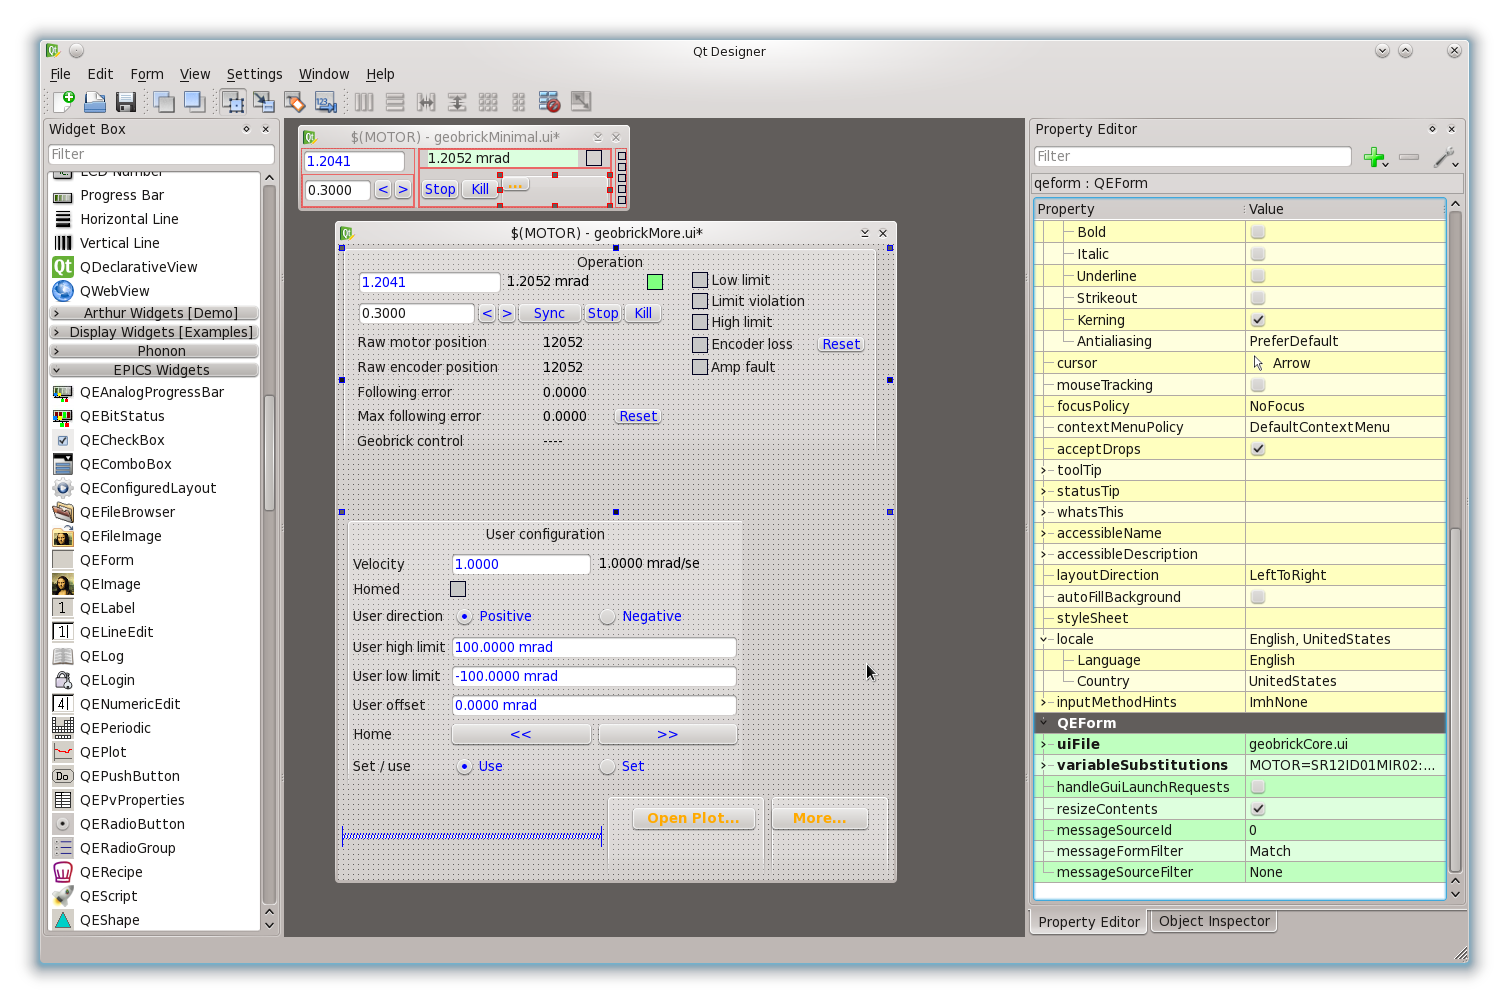 Qt Designer
File Edit Form View Settings Window Help
Widget Box
Filter
LCD Number
Progress Bar
Horizontal Line
Vertical Line
QDeclarativeView
QWebView
Arthur Widgets [Demo]
Display Widgets [Examples]
Phonon
EPICS Widgets
QEAnalogProgressBar
QEBitStatus
QECheckBox
QEComboBox
QEConfiguredLayout
QEFileBrowser
QEFileImage
QEForm
QEImage
QELabel
QELineEdit
QELog
QELogin
QENumericEdit
QEPeriodic
QEPlot
QEPushButton
QEPvProperties
QERadioButton
QERadioGroup
QERecipe
QEScript
QEShape
$(MOTOR) - geobrickMinimal.ui*
1.2041 1.2052 mrad
0.3000 < > Stop Kill ...
$(MOTOR) - geobrickMore.ui*
Operation
1.2041 1.2052 mrad
0.3000 < > Sync Stop Kill
Raw motor position 12052
Raw encoder position 12052
Following error 0.0000
Max following error 0.0000 Reset
Geobrick control ----
Low limit
Limit violation
High limit
Encoder loss Reset
Amp fault
User configuration
Velocity 1.0000 1.0000 mrad/se
Homed
User direction Positive Negative
User high limit 100.0000 mrad
User low limit -100.0000 mrad
User offset 0.0000 mrad
Home << >>
Set / use Use Set
Open Plot... More...
Property Editor
Filter
qeform : QEForm
Property Value
Bold
Italic
Underline
Strikeout
Kerning
Antialiasing PreferDefault
cursor Arrow
mouseTracking
focusPolicy NoFocus
contextMenuPolicy DefaultContextMenu
acceptDrops
toolTip
statusTip
whatsThis
accessibleName
accessibleDescription
layoutDirection LeftToRight
autoFillBackground
styleSheet
locale English, UnitedStates
Language English
Country UnitedStates
inputMethodHints ImhNone
QEForm
uiFile geobrickCore.ui
variableSubstitutions MOTOR=SR12ID01MIR02:...
handleGuiLaunchRequests
resizeContents
messageSourceId 0
messageFormFilter Match
messageSourceFilter None
Property Editor Object Inspector